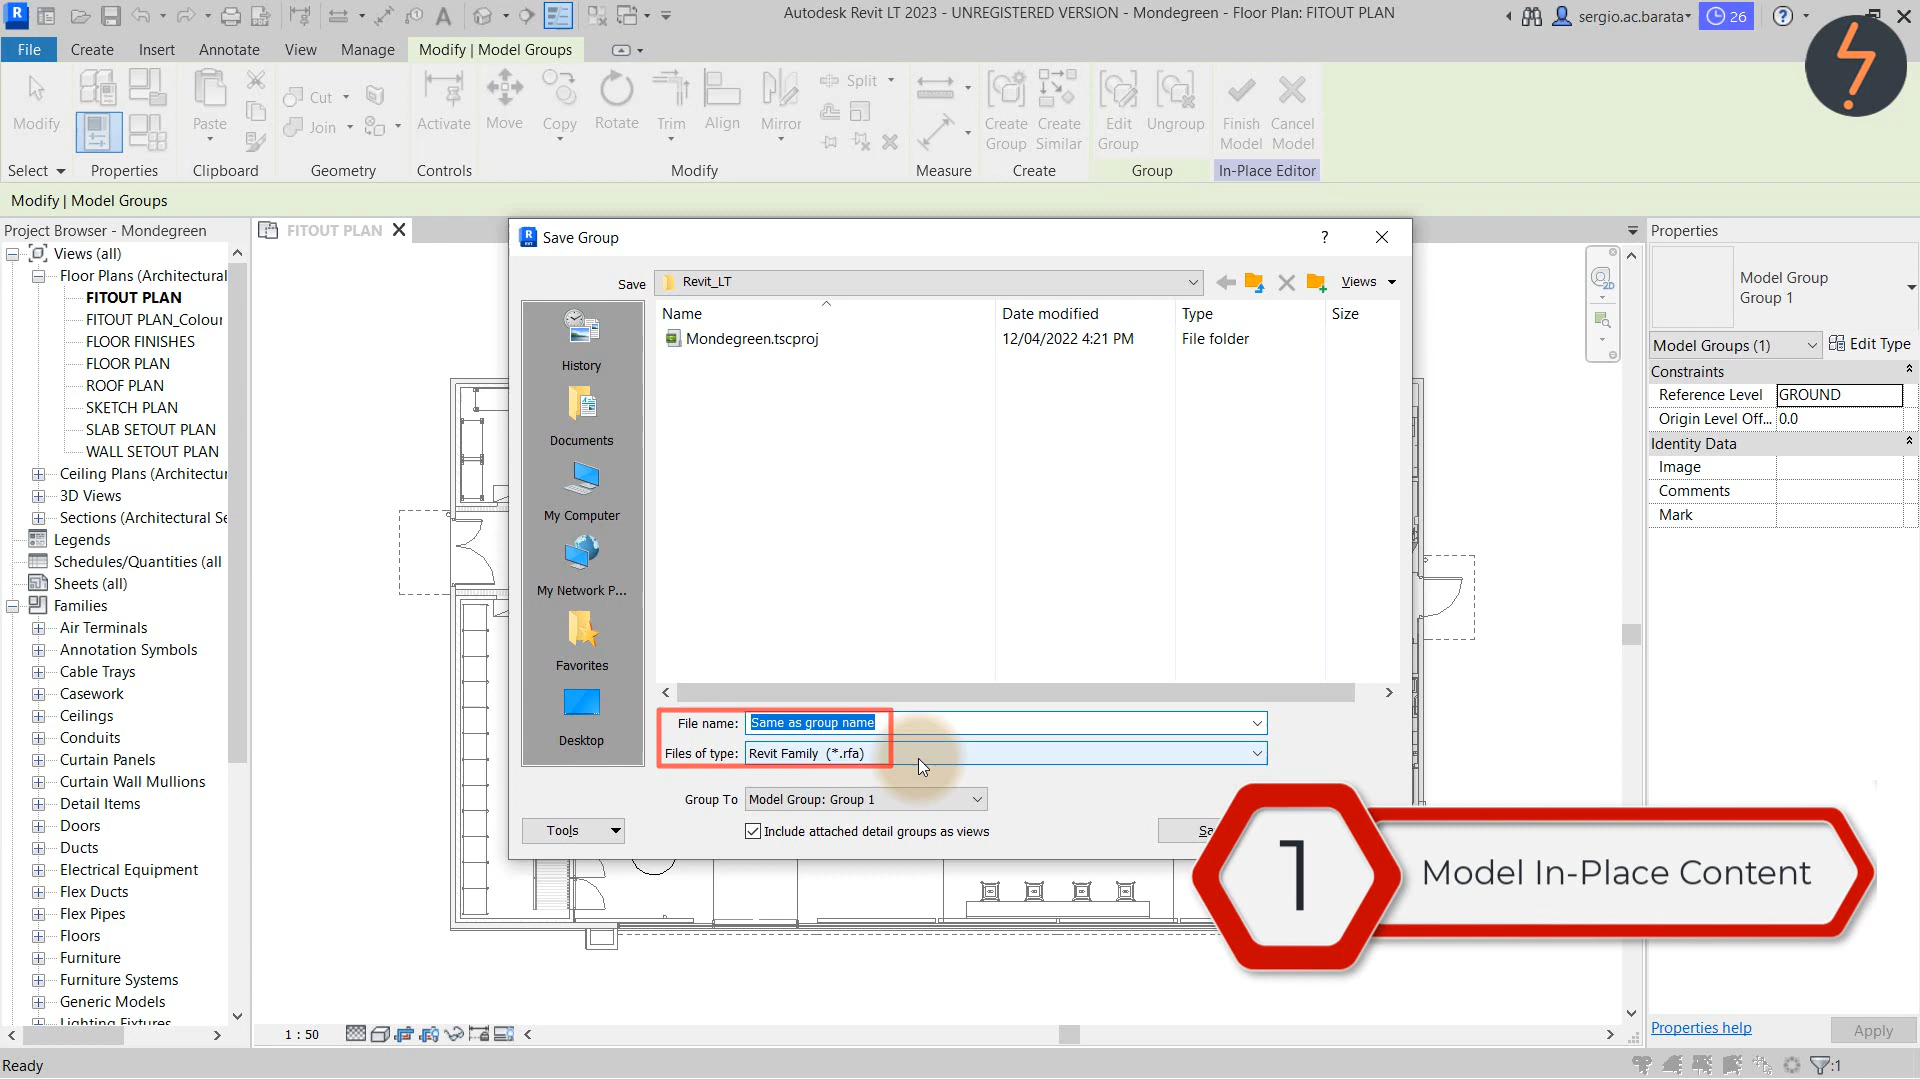 Autodesk Revit LT 2023 - UNREGISTERED VERSION - Mondegreen - Floor Plan: FITOUT PLAN
sergio.ac.barata
26
File Create Insert Annotate View Manage Modify | Model Groups
Modify
Paste
Cut
Join
Activate
Move
Copy
Rotate
Trim
Align
Mirror
Split
Create Group
Create Similar
Edit Group
Ungroup
Finish Model
Cancel Model
Select Properties Clipboard Geometry Controls Modify Measure Create Group In-Place Editor
Modify | Model Groups
Project Browser - Mondegreen
Views (all)
Floor Plans (Architectural
FITOUT PLAN
FITOUT PLAN_Colour
FLOOR FINISHES
FLOOR PLAN
ROOF PLAN
SKETCH PLAN
SLAB SETOUT PLAN
WALL SETOUT PLAN
Ceiling Plans (Architectur
3D Views
Sections (Architectural Se
Legends
Schedules/Quantities (all
Sheets (all)
Families
Air Terminals
Annotation Symbols
Cable Trays
Casework
Ceilings
Conduits
Curtain Panels
Curtain Wall Mullions
Detail Items
Doors
Ducts
Electrical Equipment
Flex Ducts
Flex Pipes
Floors
Furniture
Furniture Systems
Generic Models
Lighting Fixtures
FITOUT PLAN
Save Group
?
Save
Revit_LT
Views
Name Date modified Type Size
Mondegreen.tscproj 12/04/2022 4:21 PM File folder
History
Documents
My Computer
My Network P...
Favorites
Desktop
File name: Same as group name
Files of type: Revit Family (*.rfa)
Group To Model Group: Group 1
Include attached detail groups as views
Tools
Sa
1
Model In-Place Content
Properties
Model Group
Group 1
Model Groups (1)
Edit Type
Constraints
Reference Level GROUND
Origin Level Off... 0.0
Identity Data
Image
Comments
Mark
Properties help
Apply
1 : 50
Ready
:1